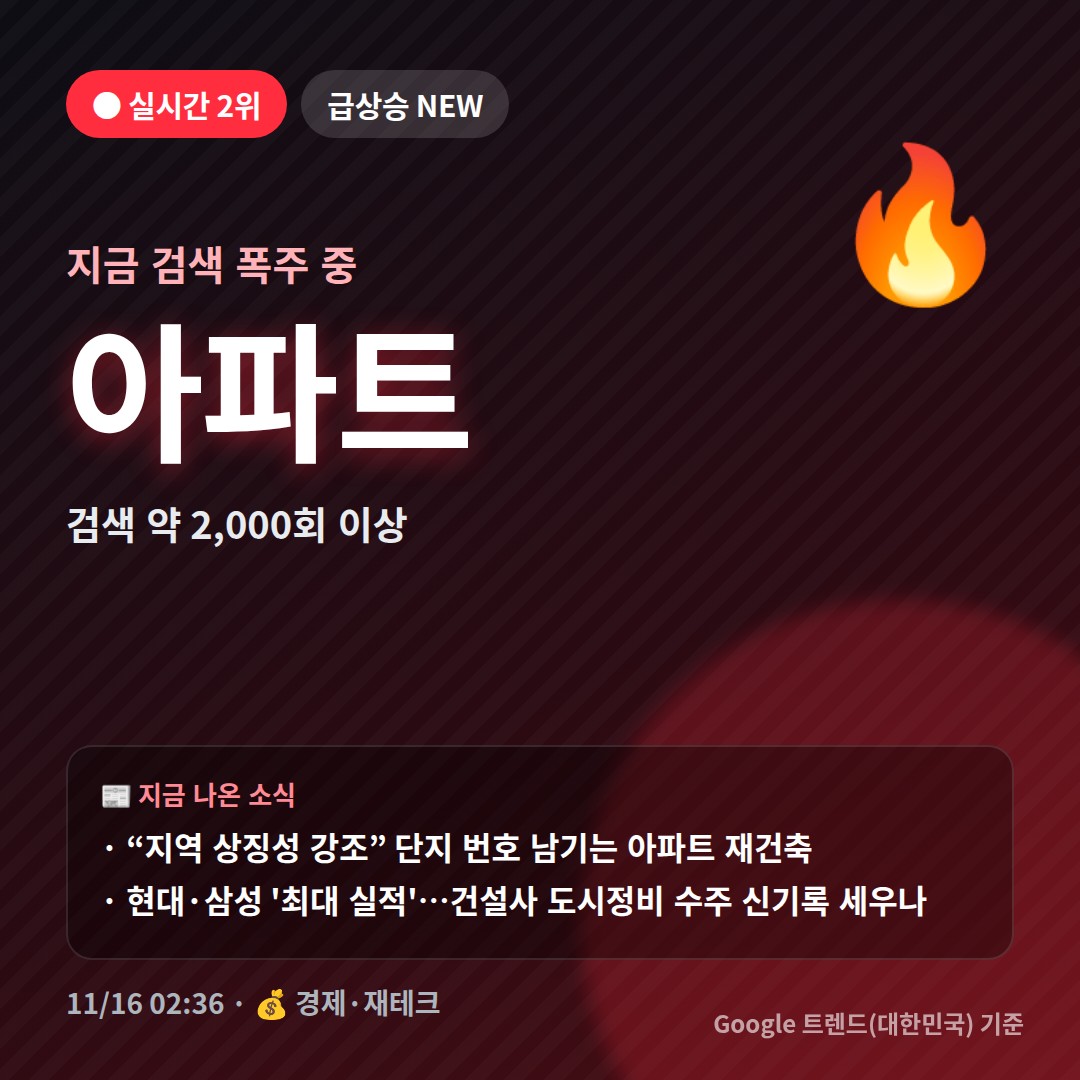 실시간 2위
급상승 NEW
지금 검색 폭주 중
아파트
검색 약 2,000회 이상
지금 나온 소식
· “지역 상징성 강조” 단지 번호 남기는 아파트 재건축
· 현대·삼성 '최대 실적'…건설사 도시정비 수주 신기록 세우나
11/16 02:36 · 💰 경제·재테크
Google 트렌드(대한민국) 기준